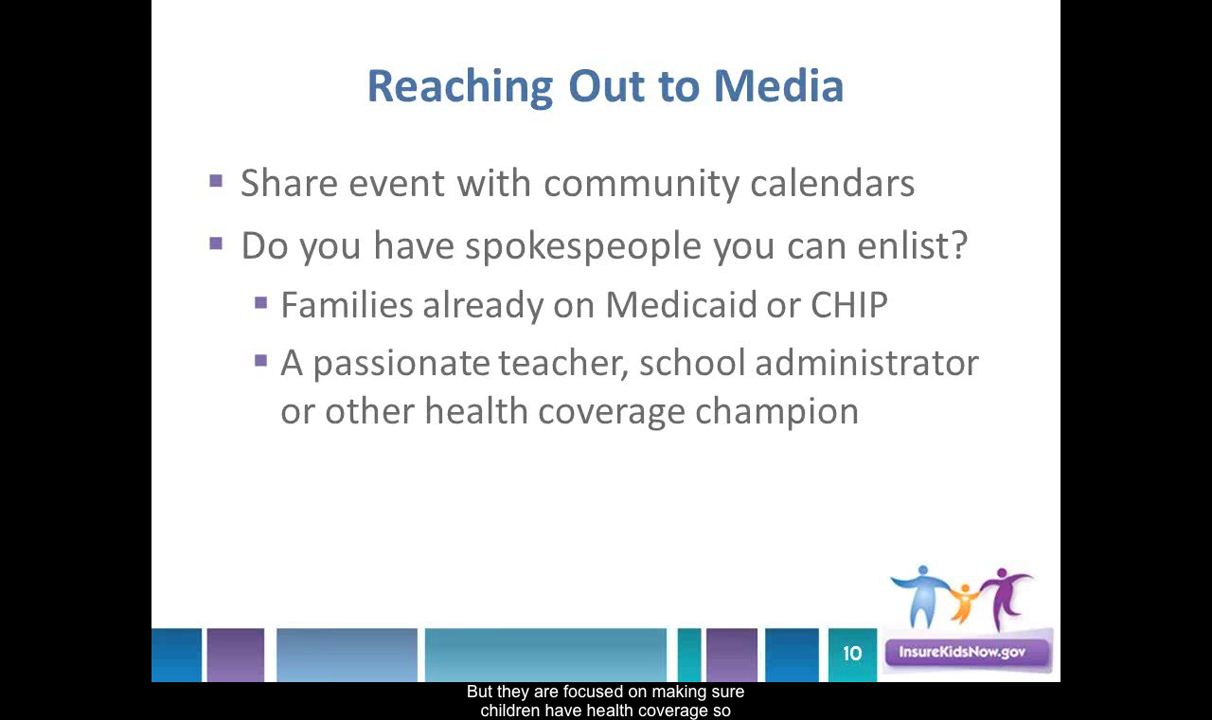 Reaching Out to Media
Share event with community calendars
Do you have spokespeople you can enlist?
Families already on Medicaid or CHIP
A passionate teacher, school administrator
or other health coverage champion
10
InsureKidsNow.gov
But they are focused on making sure
children have health coverage so